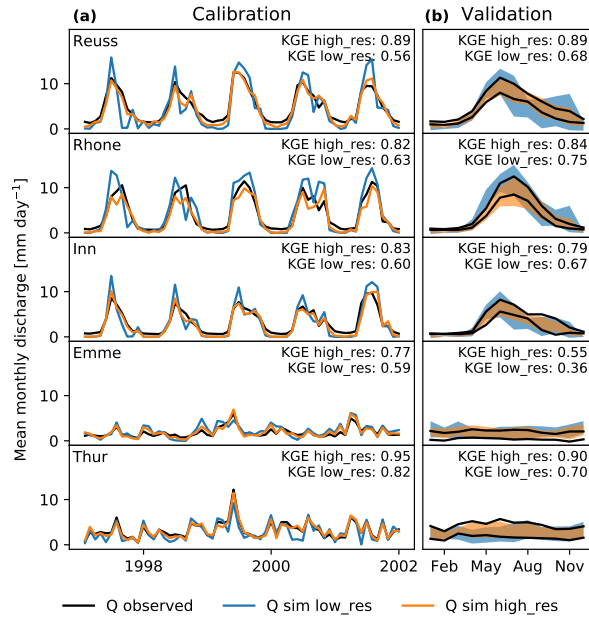 (a) Calibration (b) Validation
Reuss
KGE high_res: 0.89
KGE low_res: 0.56
KGE high_res: 0.89
KGE low_res: 0.68
10
0
Rhone
KGE high_res: 0.82
KGE low_res: 0.63
KGE high_res: 0.84
KGE low_res: 0.75
10
0
Inn
KGE high_res: 0.83
KGE low_res: 0.60
KGE high_res: 0.79
KGE low_res: 0.67
10
0
Emme
KGE high_res: 0.77
KGE low_res: 0.59
KGE high_res: 0.55
KGE low_res: 0.36
10
0
Thur
KGE high_res: 0.95
KGE low_res: 0.82
KGE high_res: 0.90
KGE low_res: 0.70
10
0
Mean monthly discharge [mm day⁻¹]
1998 2000 2002
Feb May Aug Nov
Q observed Q sim low_res Q sim high_res